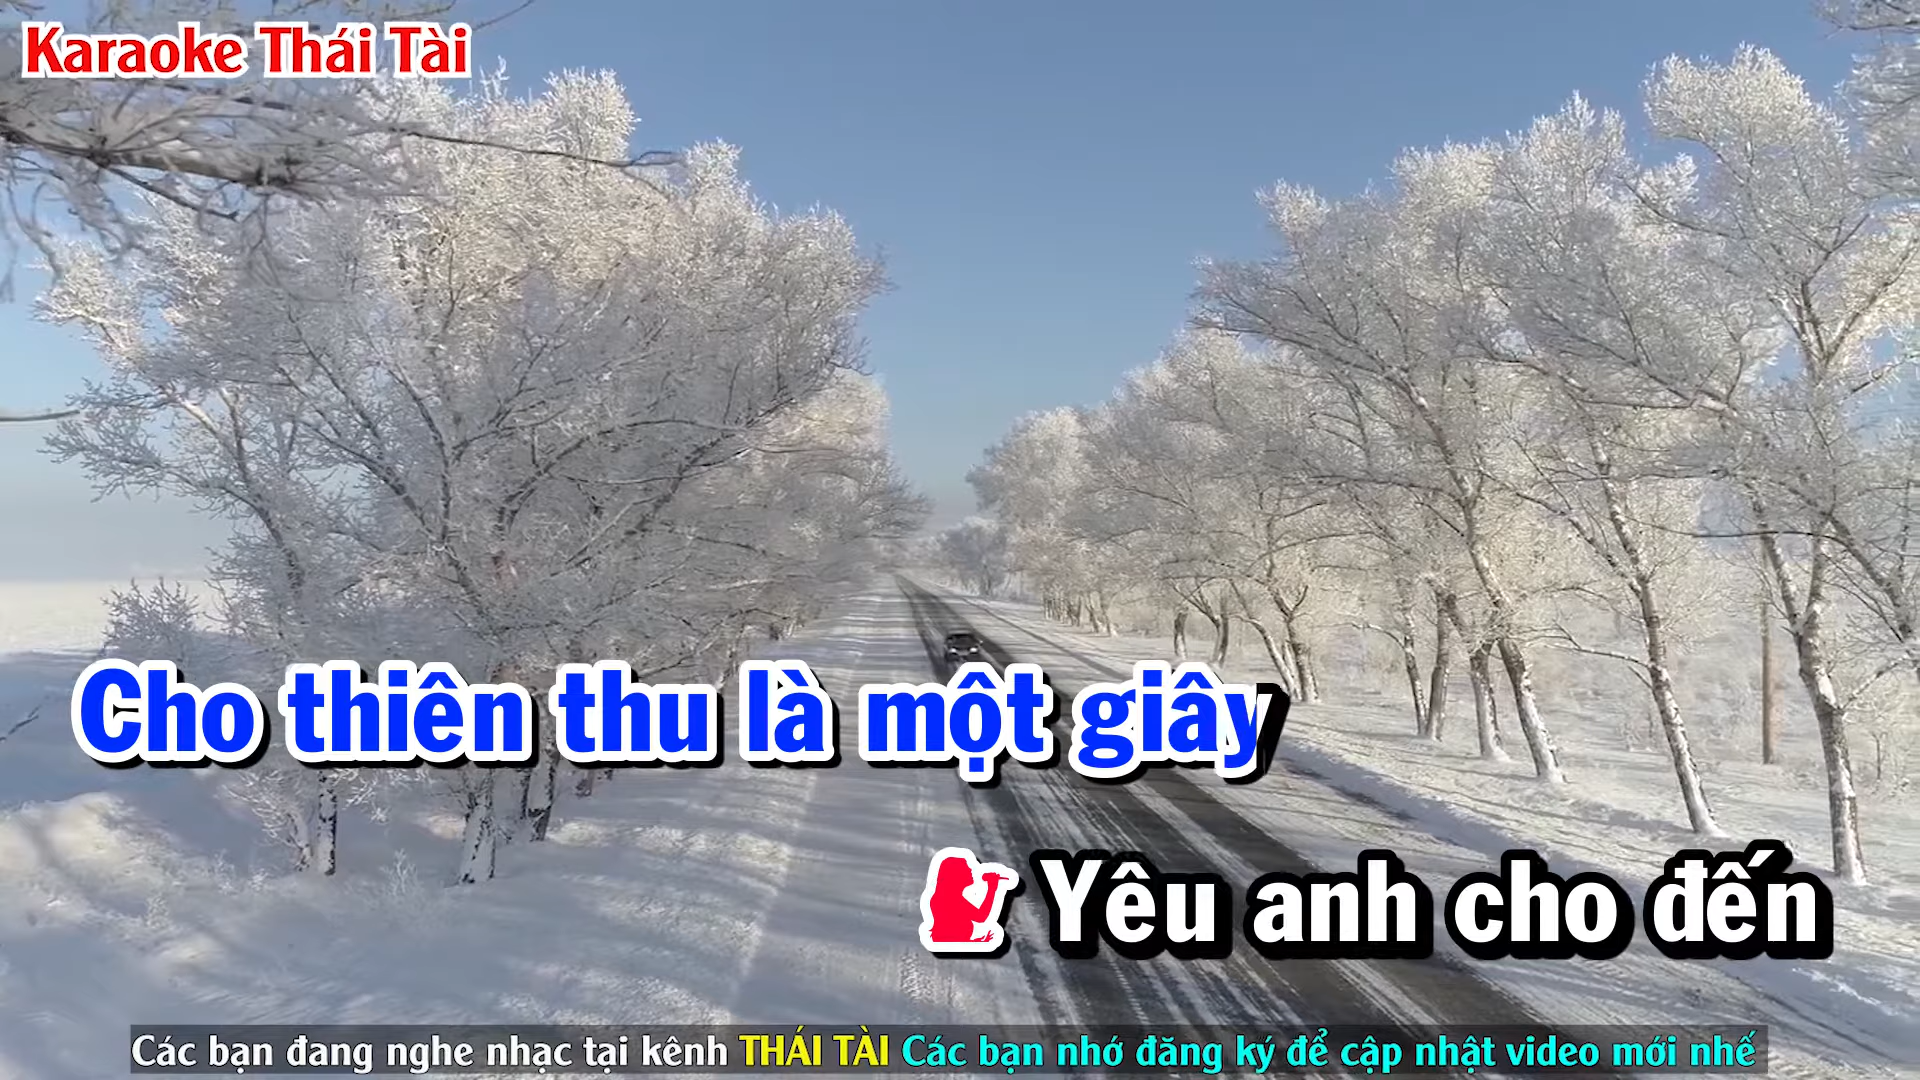 Karaoke Thái Tài
Cho thiên thu là một giây
Yêu anh cho đến
Các bạn đang nghe nhạc tại kênh THÁI TÀI Các bạn nhớ đăng ký để cập nhật video mới nhế